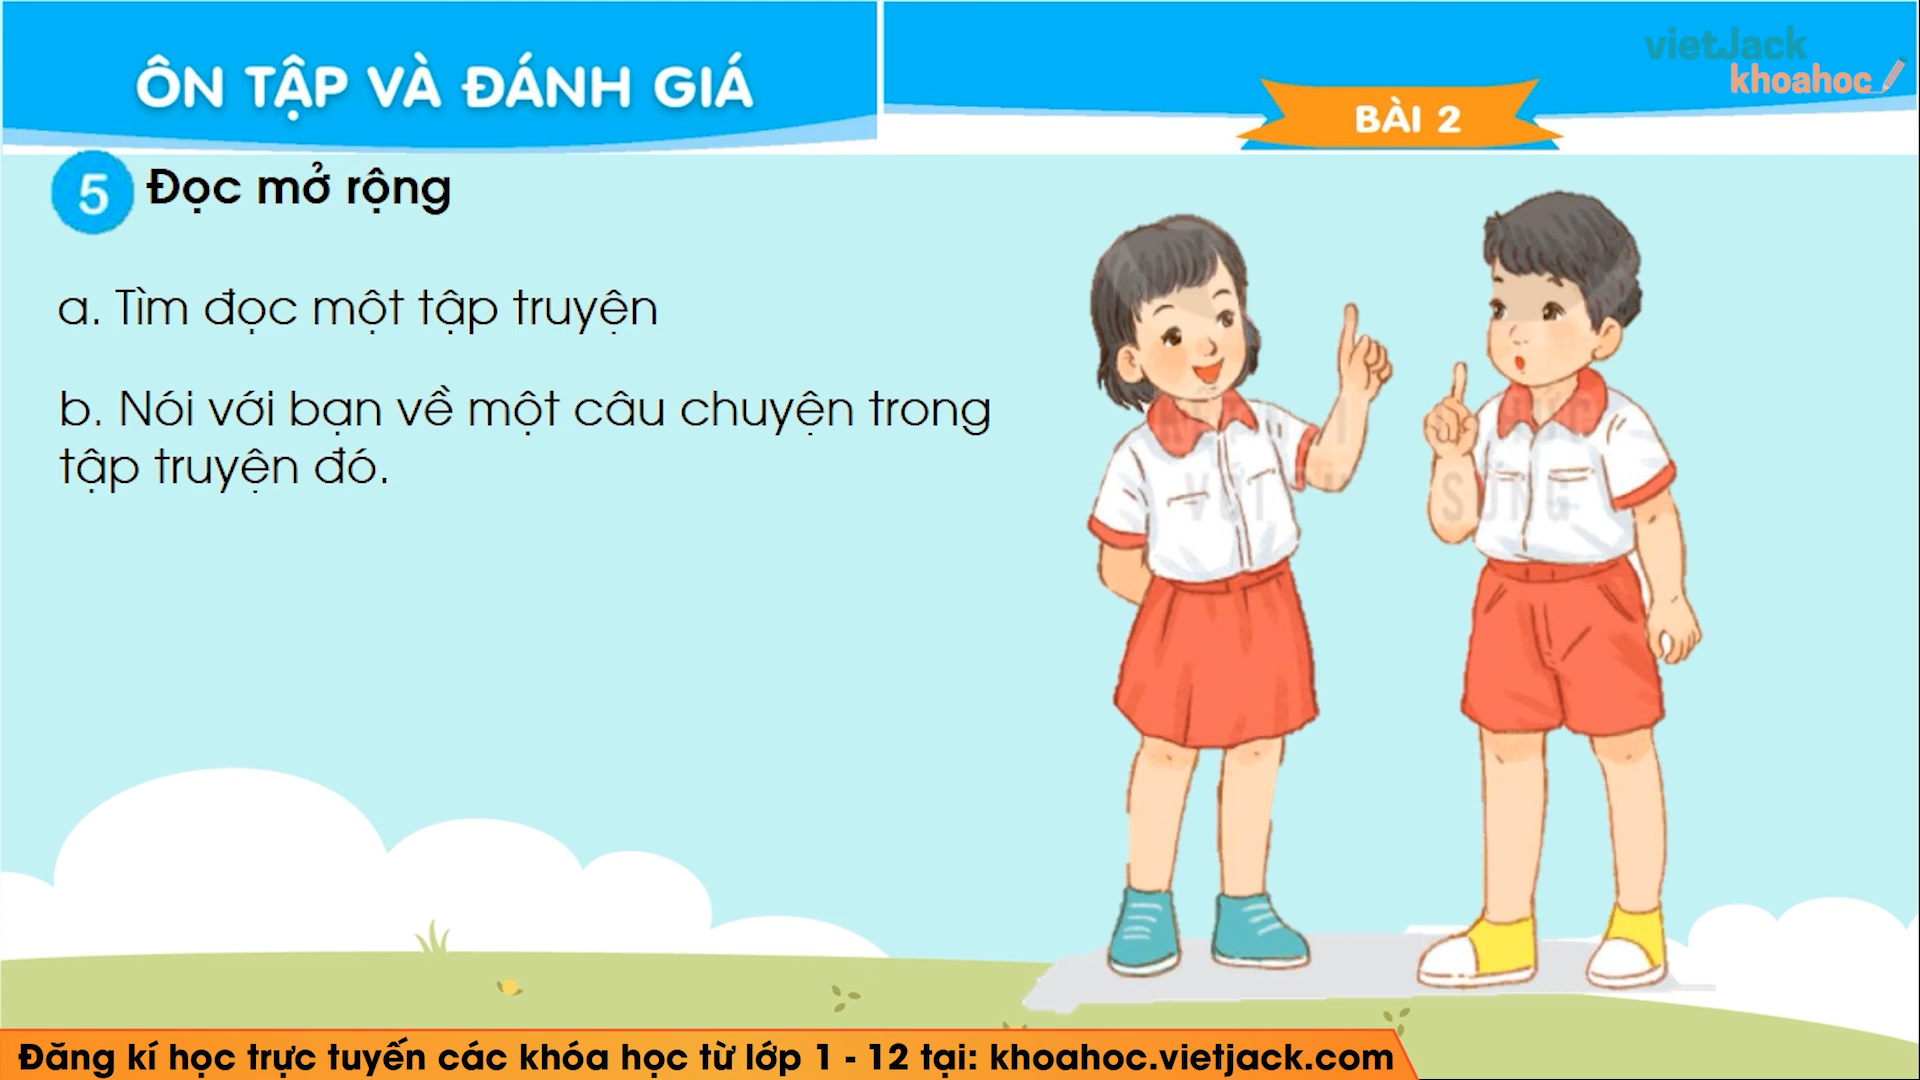 ÔN TẬP VÀ ĐÁNH GIÁ
vietJack
khoahoc
BÀI 2
5 Đọc mở rộng
a. Tìm đọc một tập truyện
b. Nói với bạn về một câu chuyện trong
tập truyện đó.
SỐNG
Đăng kí học trực tuyến các khóa học từ lớp 1 - 12 tại: khoahoc.vietjack.com